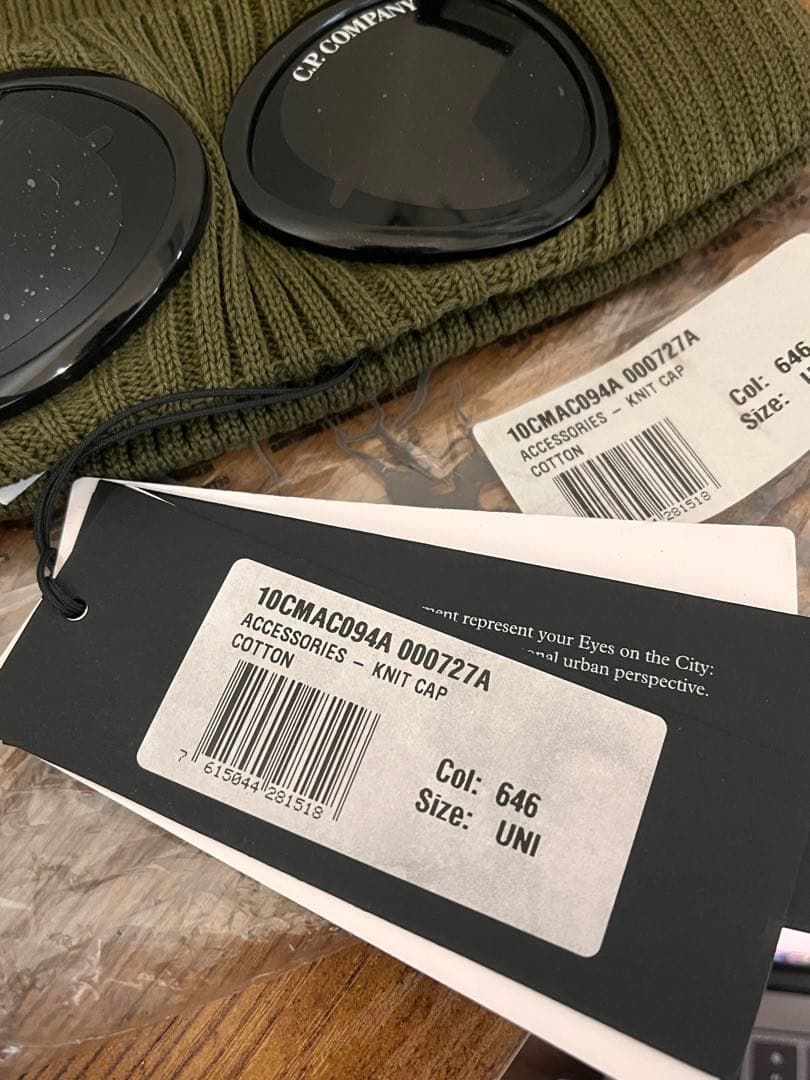 C.P. COMPANY
10CMAC094A 000727A
ACCESSORIES – KNIT CAP
COTTON
Col: 646
Size:
281518
represent your Eyes on the City:
urban perspective.
10CMAC094A 000727A
ACCESSORIES – KNIT CAP
COTTON
7 615044 281518
Col: 646
Size: UNI